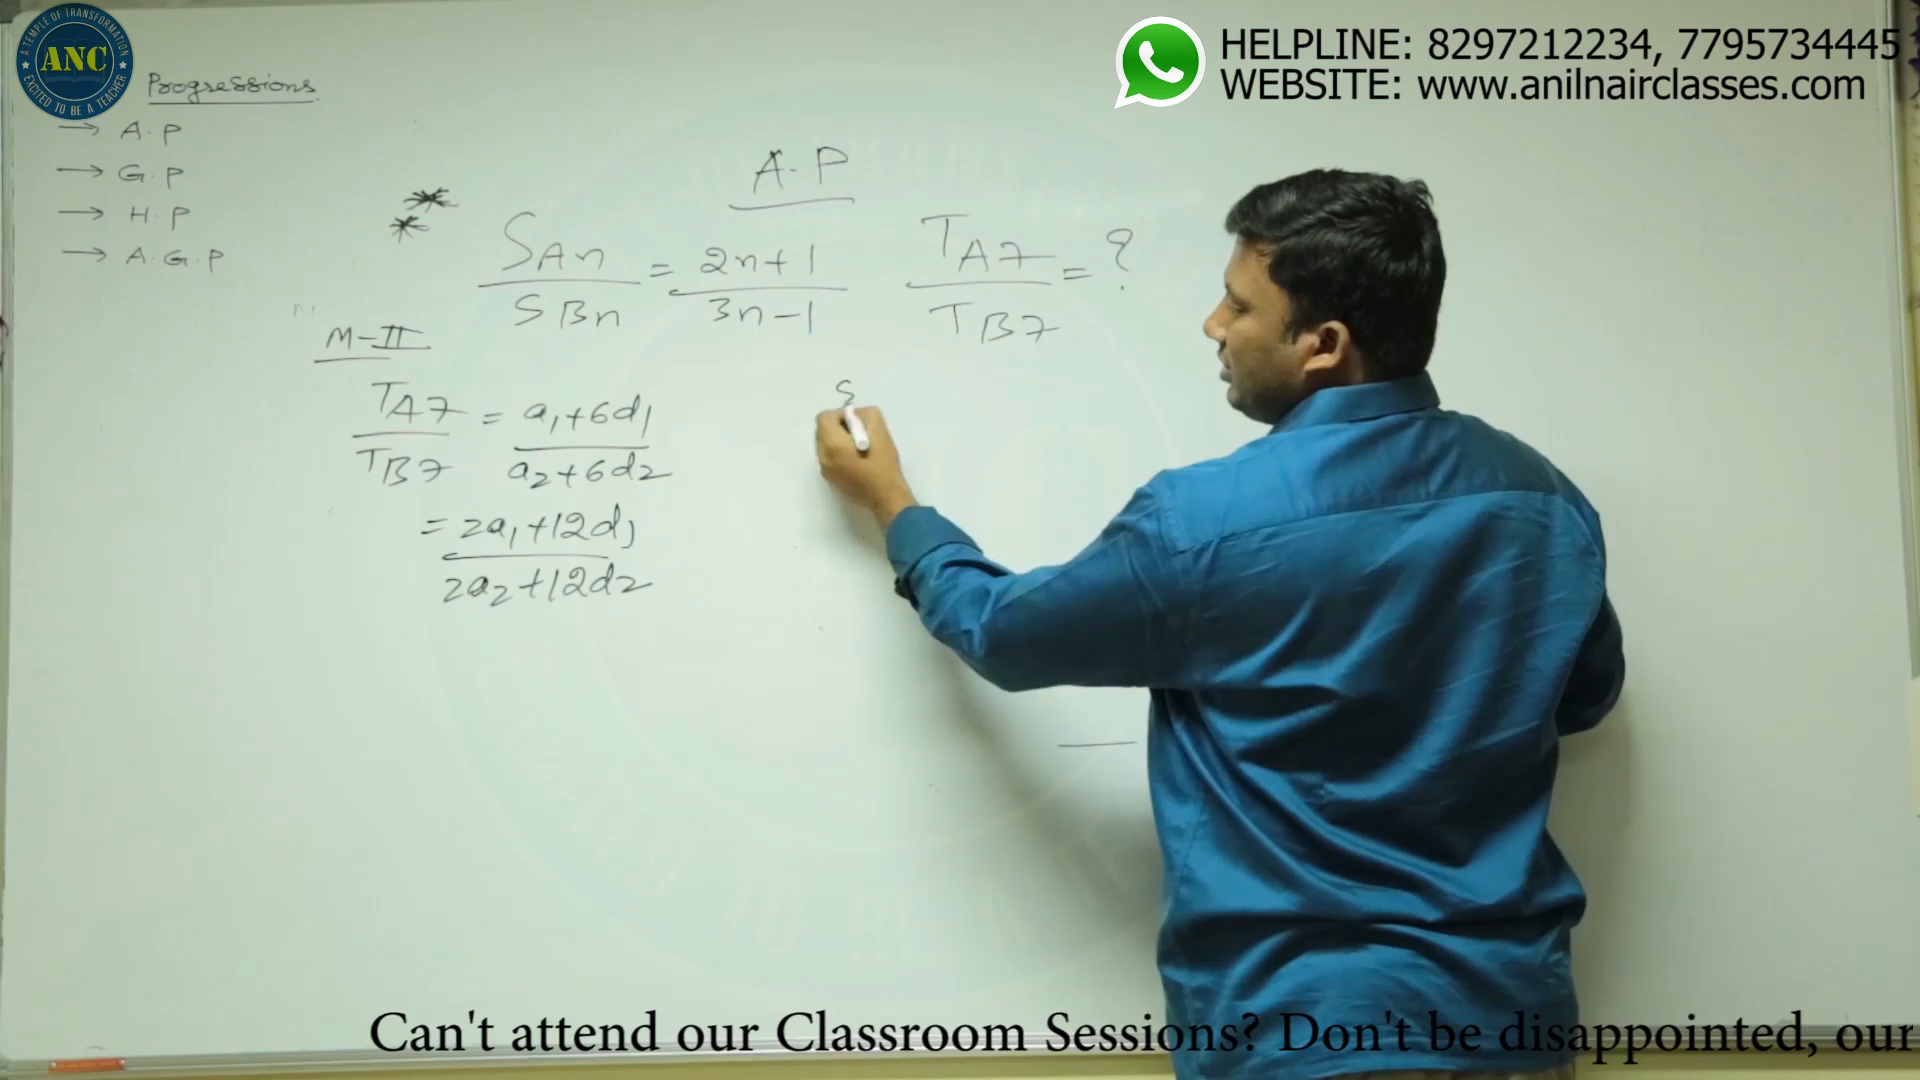 A TEMPLE OF TRANSFORMATION
ANC
EXCITED TO BE A TEACHER
HELPLINE: 8297212234, 7795734445
WEBSITE: www.anilnairclasses.com
Progressions
→ A.P
→ G.P
→ H.P
→ A.G.P
A.P
** SAn / SBn = 2n+1 / 3n-1 TA7 / TB7 = ?
M-II
TA7 / TB7 = a1+6d1 / a2+6d2
= 2a1+12d1 / 2a2+12d2
S
Can't attend our Classroom Sessions? Don't be disappointed, our